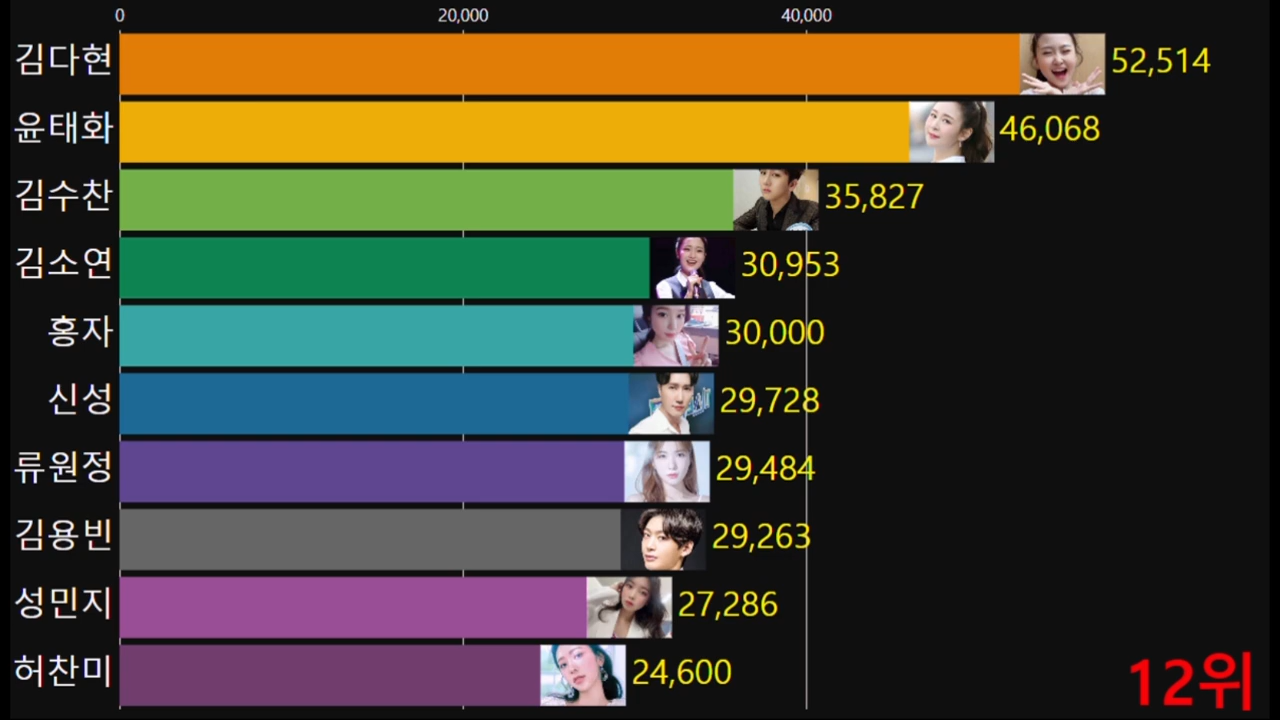 0 20,000 40,000
김다현 52,514
윤태화 46,068
김수찬 35,827
김소연 30,953
홍자 30,000
신성 29,728
류원정 29,484
김용빈 29,263
성민지 27,286
허찬미 24,600
12위